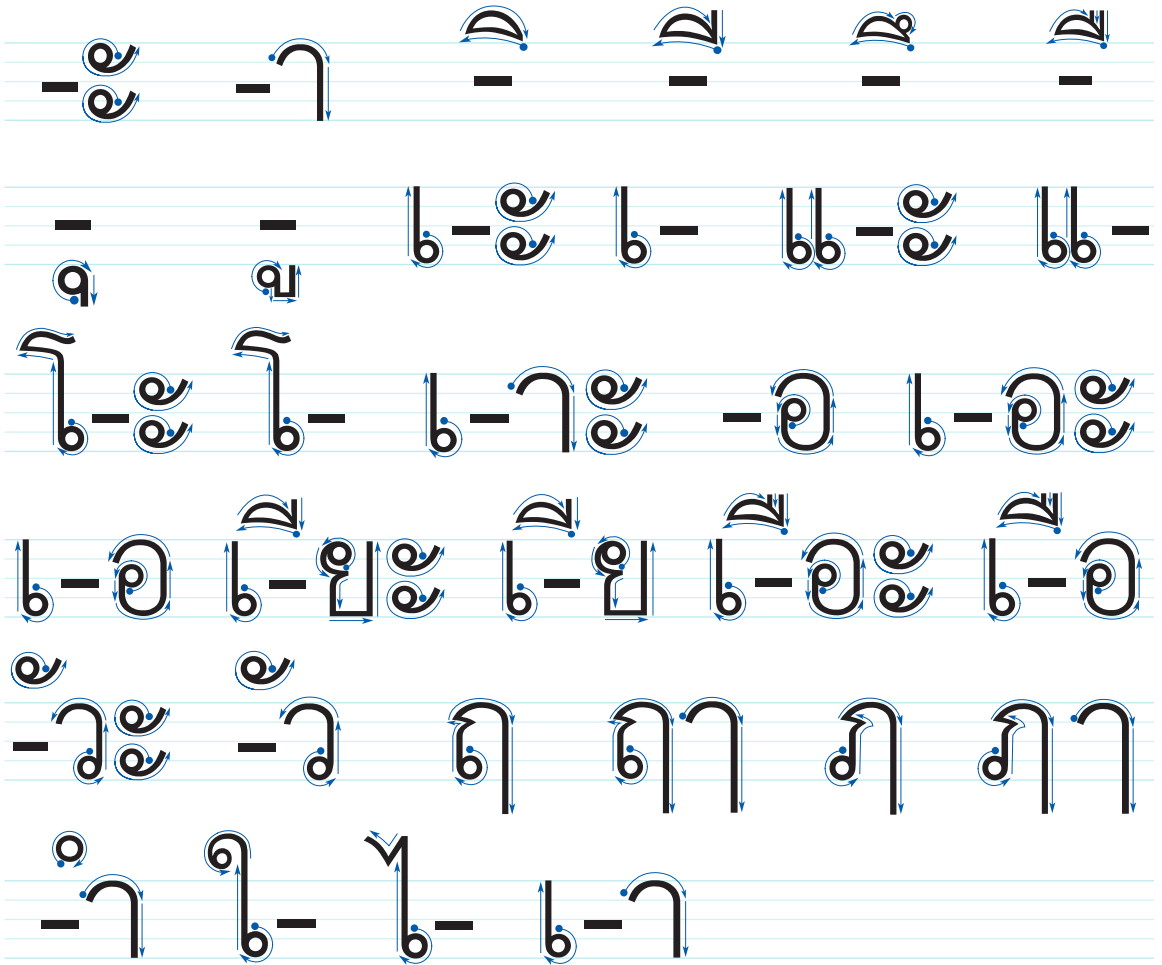 -ะ -า -ิ -ี -ึ -ื
-ุ -ู เ-ะ เ- แ-ะ แ-
โ-ะ โ- เ-าะ -อ เ-อะ
เ-อ เ-ียะ เ-ีย เ-ือะ เ-ือ
-ัวะ -ัว ฤ ฤๅ ฦ ฦๅ
-ำ ใ- ไ- เ-า